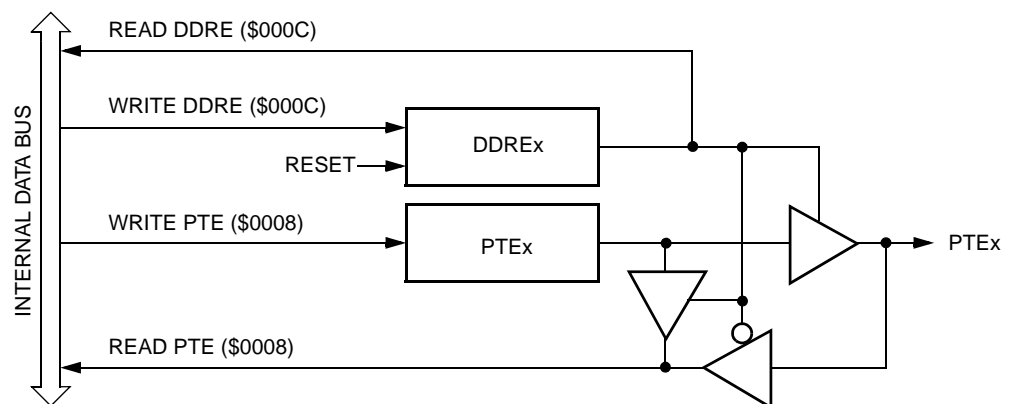 READ DDRE ($000C)
WRITE DDRE ($000C)
DDREx
RESET
WRITE PTE ($0008)
PTEx
PTEx
READ PTE ($0008)
INTERNAL DATA BUS